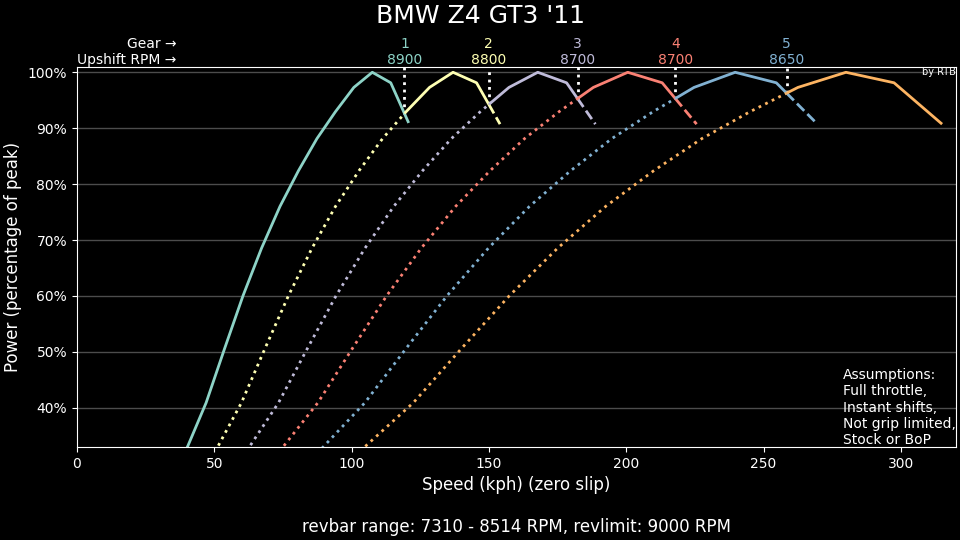 BMW Z4 GT3 '11
Gear → 1 2 3 4 5
Upshift RPM → 8900 8800 8700 8700 8650
by RTB
100%
90%
80%
70%
60%
50%
40%
Power (percentage of peak)
Assumptions:
Full throttle,
Instant shifts,
Not grip limited,
Stock or BoP
0 50 100 150 200 250 300
Speed (kph) (zero slip)
revbar range: 7310 - 8514 RPM, revlimit: 9000 RPM